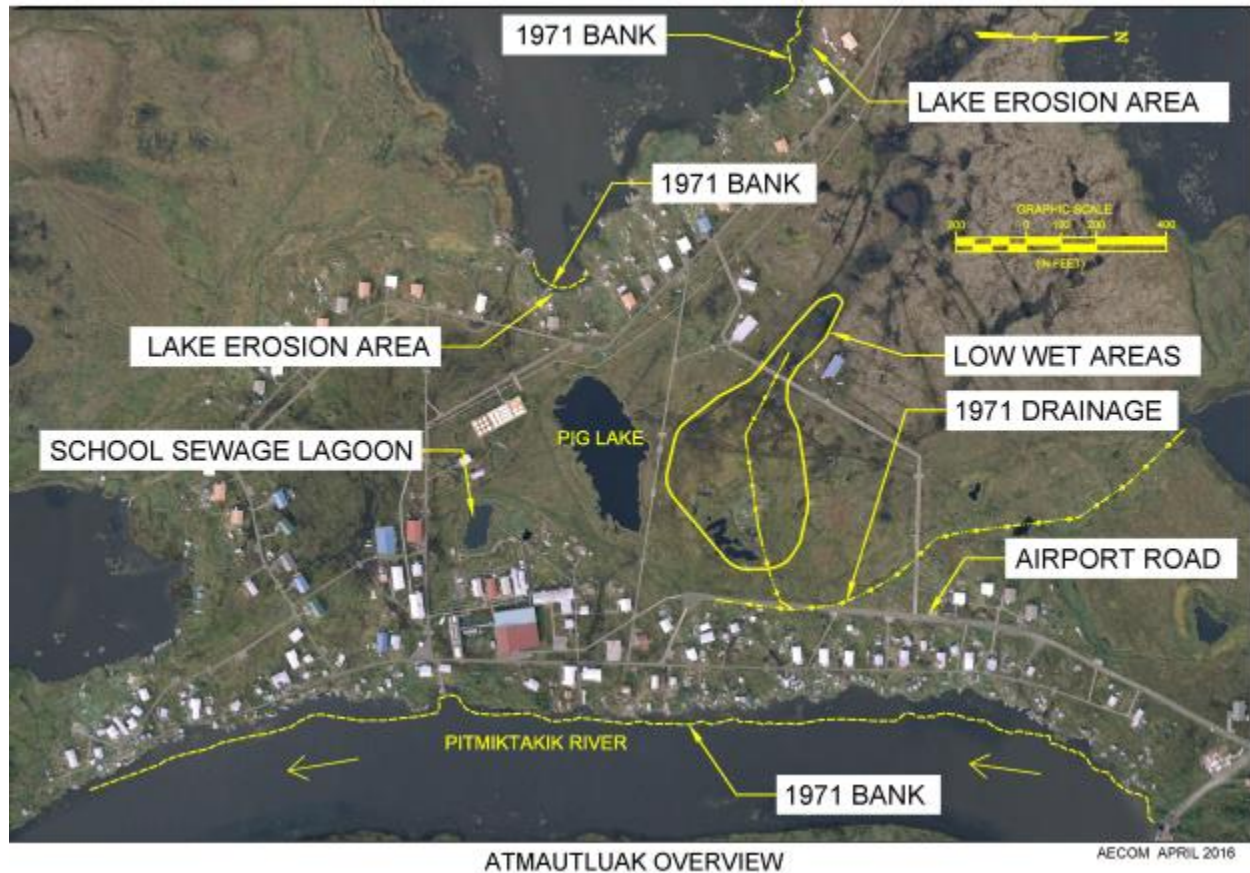 1971 BANK
N
LAKE EROSION AREA
1971 BANK
GRAPHIC SCALE
200 0 100 200 400
(IN FEET)
LAKE EROSION AREA
LOW WET AREAS
1971 DRAINAGE
PIG LAKE
SCHOOL SEWAGE LAGOON
AIRPORT ROAD
PITMIKTAKIK RIVER
1971 BANK
ATMAUTLUAK OVERVIEW
AECOM APRIL 2016